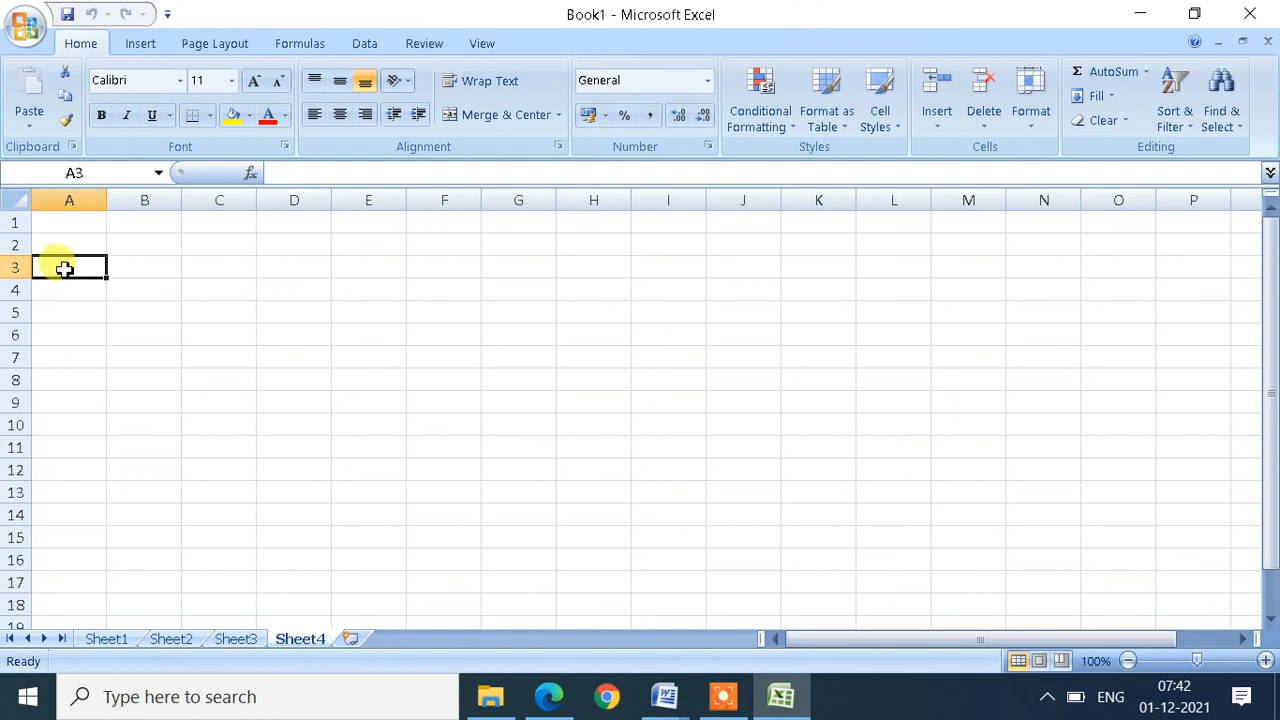 Book1 - Microsoft Excel
Home Insert Page Layout Formulas Data Review View
Paste
Clipboard
Calibri 11
B I U
A
Font
Wrap Text
Merge & Center
Alignment
General
% ,
Number
Conditional Formatting
Format as Table
Cell Styles
Styles
Insert Delete Format
Cells
Σ AutoSum
Fill
Clear
Sort & Filter
Find & Select
Editing
A3 fx
A B C D E F G H I J K L M N O P
1
2
3
4
5
6
7
8
9
10
11
12
13
14
15
16
17
18
19
Sheet1 Sheet2 Sheet3 Sheet4
Ready 100%
Type here to search
ENG
07:42
01-12-2021